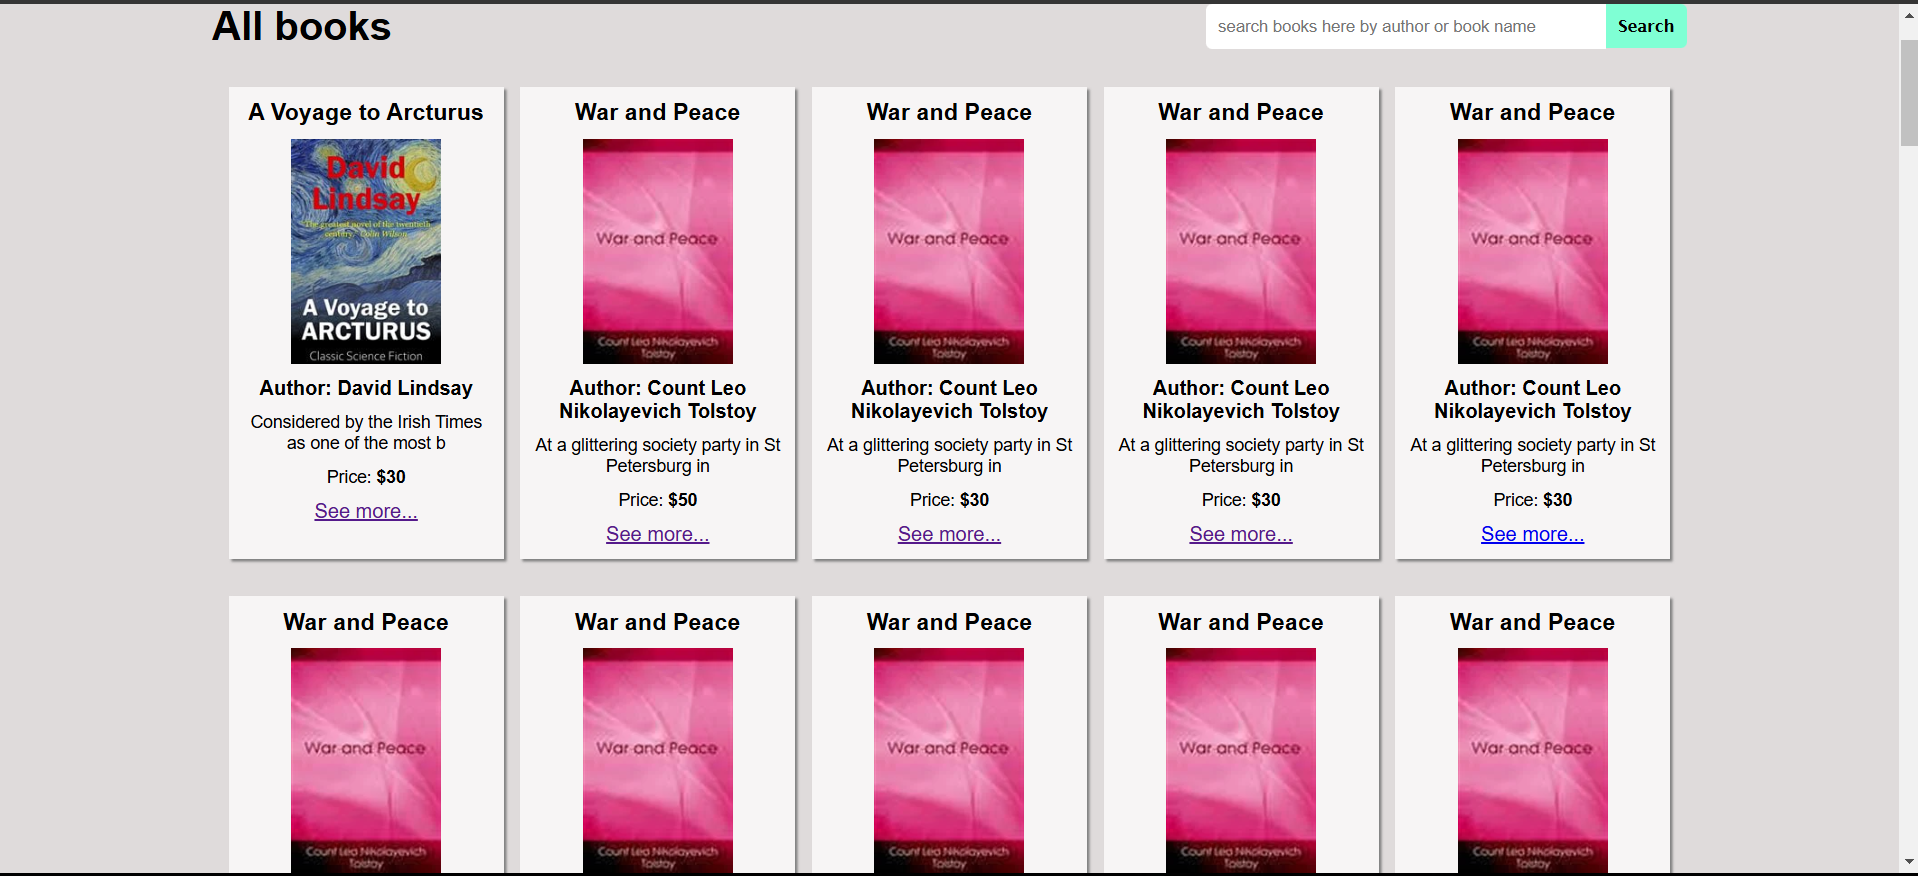 All books
search books here by author or book name
Search
A Voyage to Arcturus
David
Lindsay
The greatest novel of the twentieth
century. Colin Wilson
A Voyage to
ARCTURUS
Classic Science Fiction
Author: David Lindsay
Considered by the Irish Times
as one of the most b
Price: $30
See more...
War and Peace
War and Peace
Count Leo Nikolayevich
Tolstoy
Author: Count Leo
Nikolayevich Tolstoy
At a glittering society party in St
Petersburg in
Price: $50
See more...
War and Peace
War and Peace
Count Leo Nikolayevich
Tolstoy
Author: Count Leo
Nikolayevich Tolstoy
At a glittering society party in St
Petersburg in
Price: $30
See more...
War and Peace
War and Peace
Count Leo Nikolayevich
Tolstoy
Author: Count Leo
Nikolayevich Tolstoy
At a glittering society party in St
Petersburg in
Price: $30
See more...
War and Peace
War and Peace
Count Leo Nikolayevich
Tolstoy
Author: Count Leo
Nikolayevich Tolstoy
At a glittering society party in St
Petersburg in
Price: $30
See more...
War and Peace
War and Peace
Count Leo Nikolayevich
Tolstoy
War and Peace
War and Peace
Count Leo Nikolayevich
Tolstoy
War and Peace
War and Peace
Count Leo Nikolayevich
Tolstoy
War and Peace
War and Peace
Count Leo Nikolayevich
Tolstoy
War and Peace
War and Peace
Count Leo Nikolayevich
Tolstoy